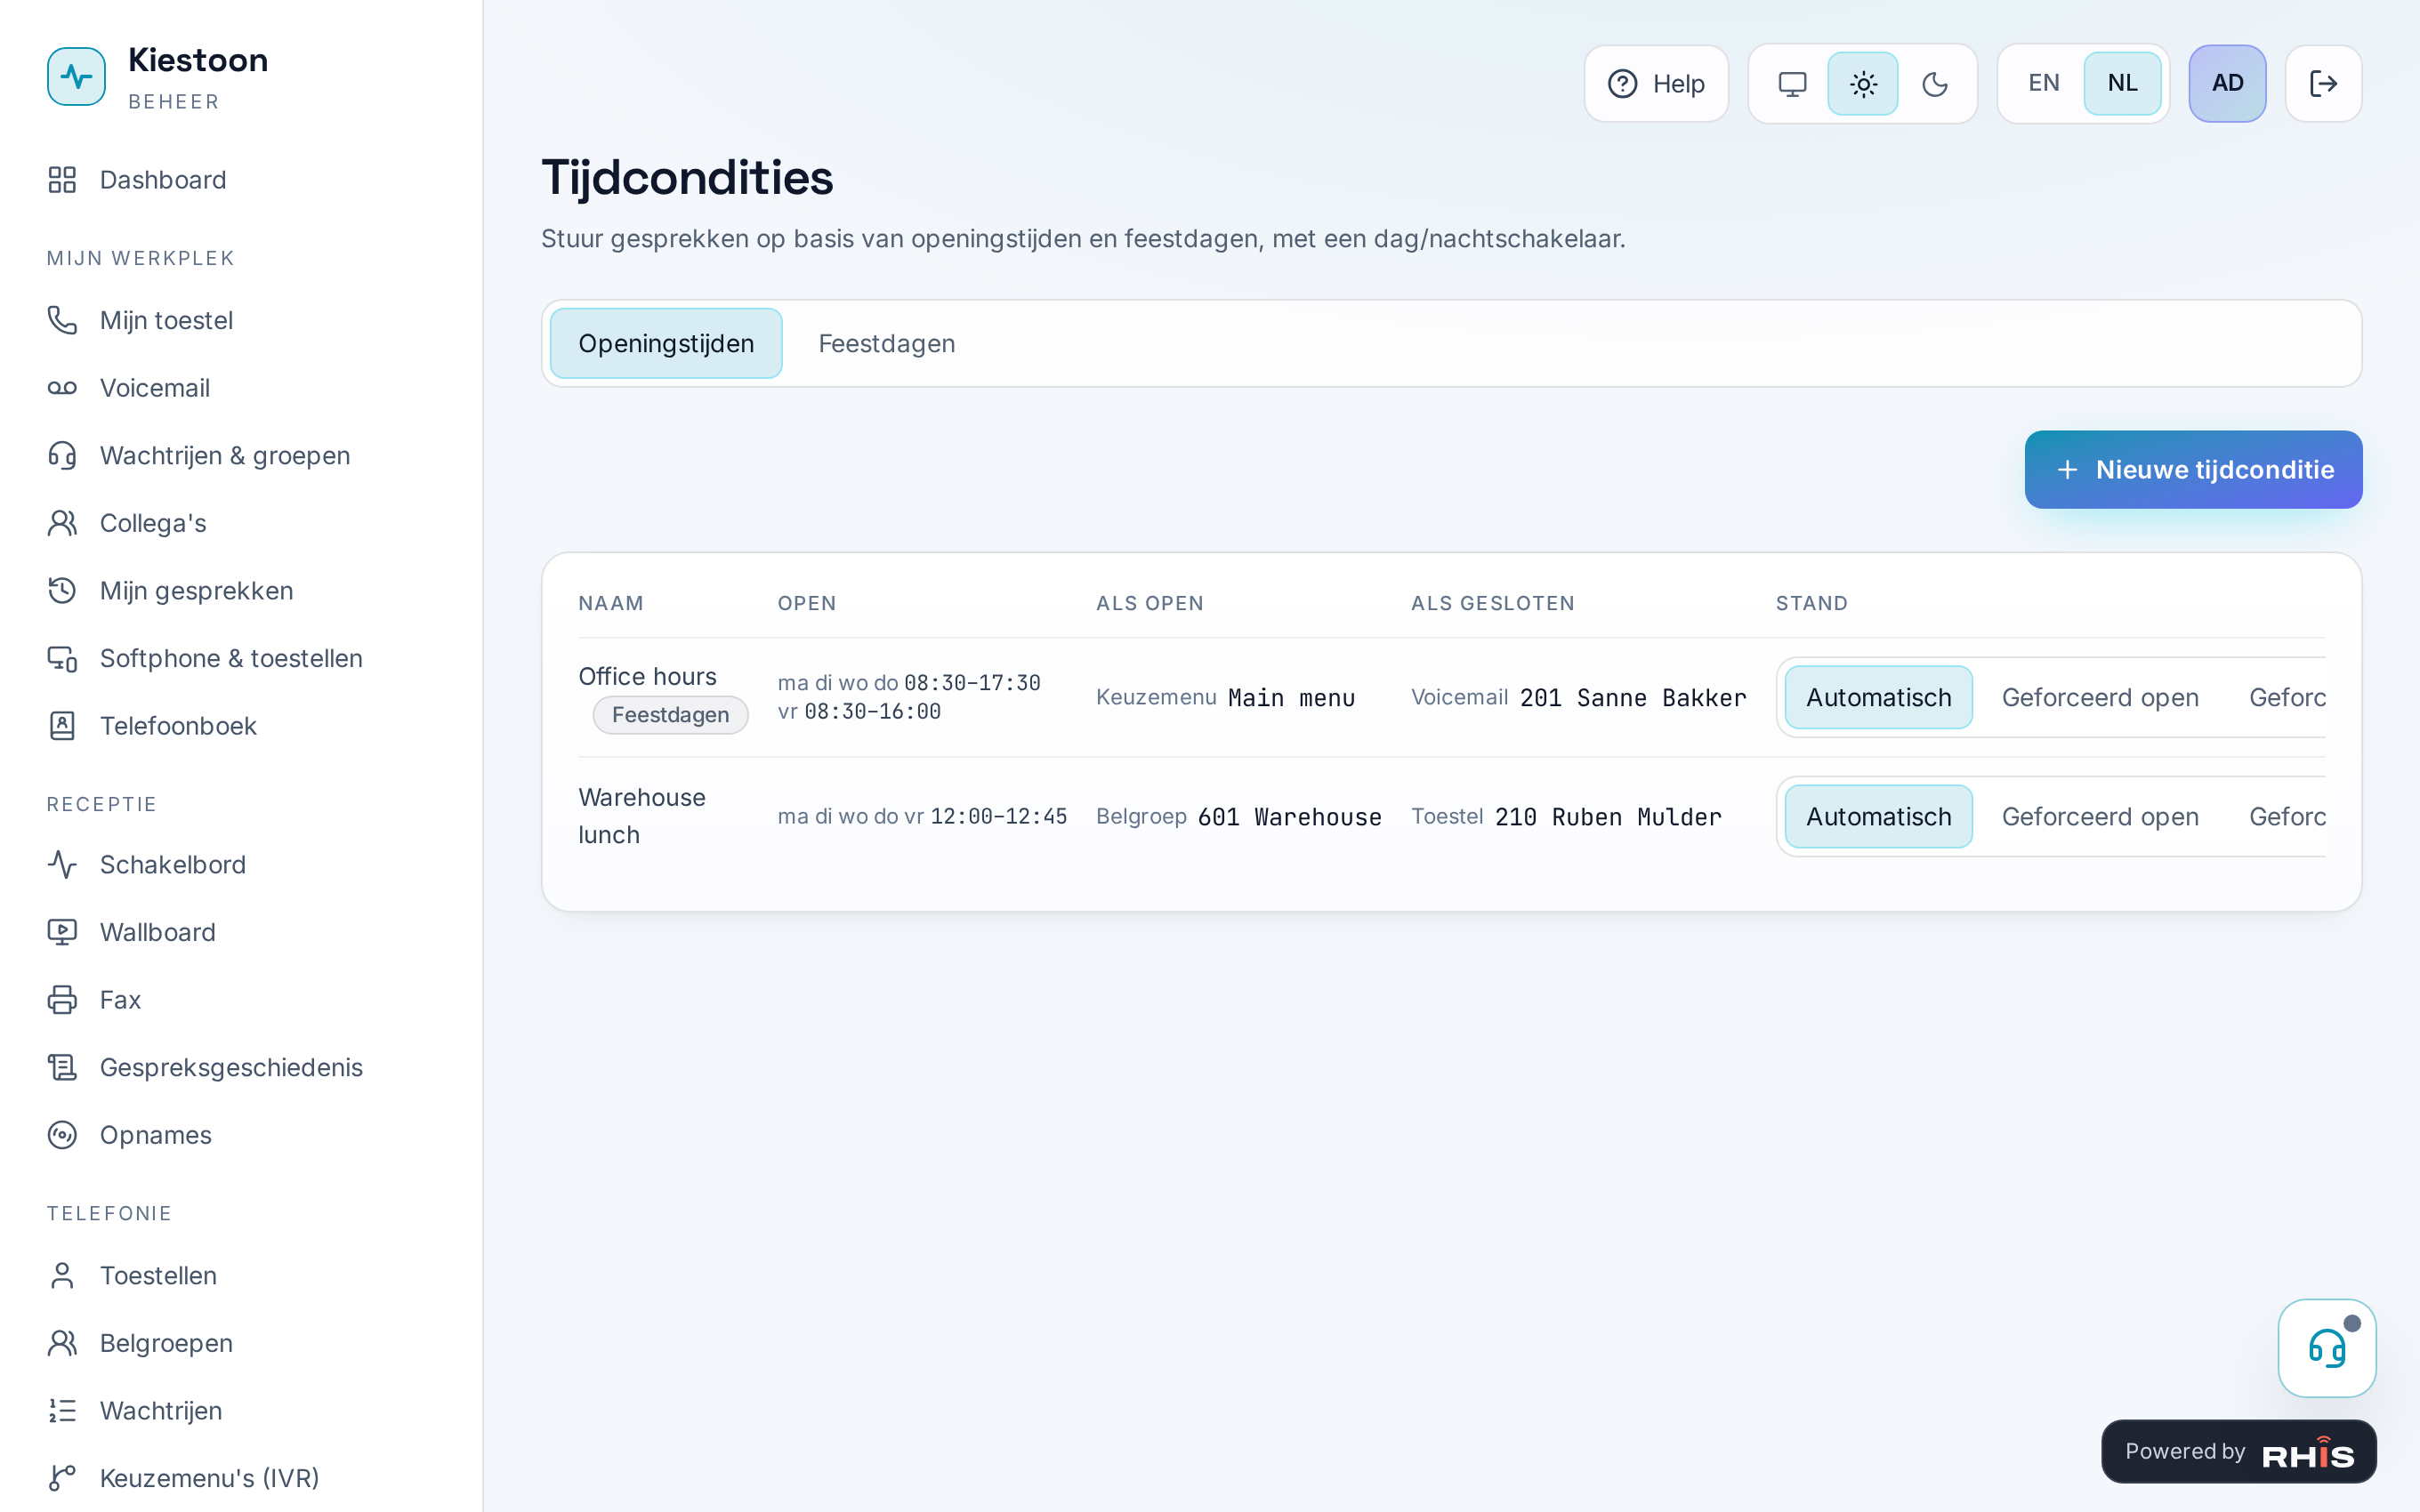 Kiestoon
BEHEER
Dashboard
MIJN WERKPLEK
Mijn toestel
Voicemail
Wachtrijen & groepen
Collega's
Mijn gesprekken
Softphone & toestellen
Telefoonboek
RECEPTIE
Schakelbord
Wallboard
Fax
Gespreksgeschiedenis
Opnames
TELEFONIE
Toestellen
Belgroepen
Wachtrijen
Keuzemenu's (IVR)
Help
EN NL
AD
Tijdcondities
Stuur gesprekken op basis van openingstijden en feestdagen, met een dag/nachtschakelaar.
Openingstijden Feestdagen
Nieuwe tijdconditie
NAAM OPEN ALS OPEN ALS GESLOTEN STAND
Office hours
Feestdagen
ma di wo do 08:30–17:30
vr 08:30–16:00
Keuzemenu Main menu
Voicemail 201 Sanne Bakker
Automatisch Geforceerd open Geforc
Warehouse
lunch
ma di wo do vr 12:00–12:45
Belgroep 601 Warehouse
Toestel 210 Ruben Mulder
Automatisch Geforceerd open Geforc
Powered by RHiS